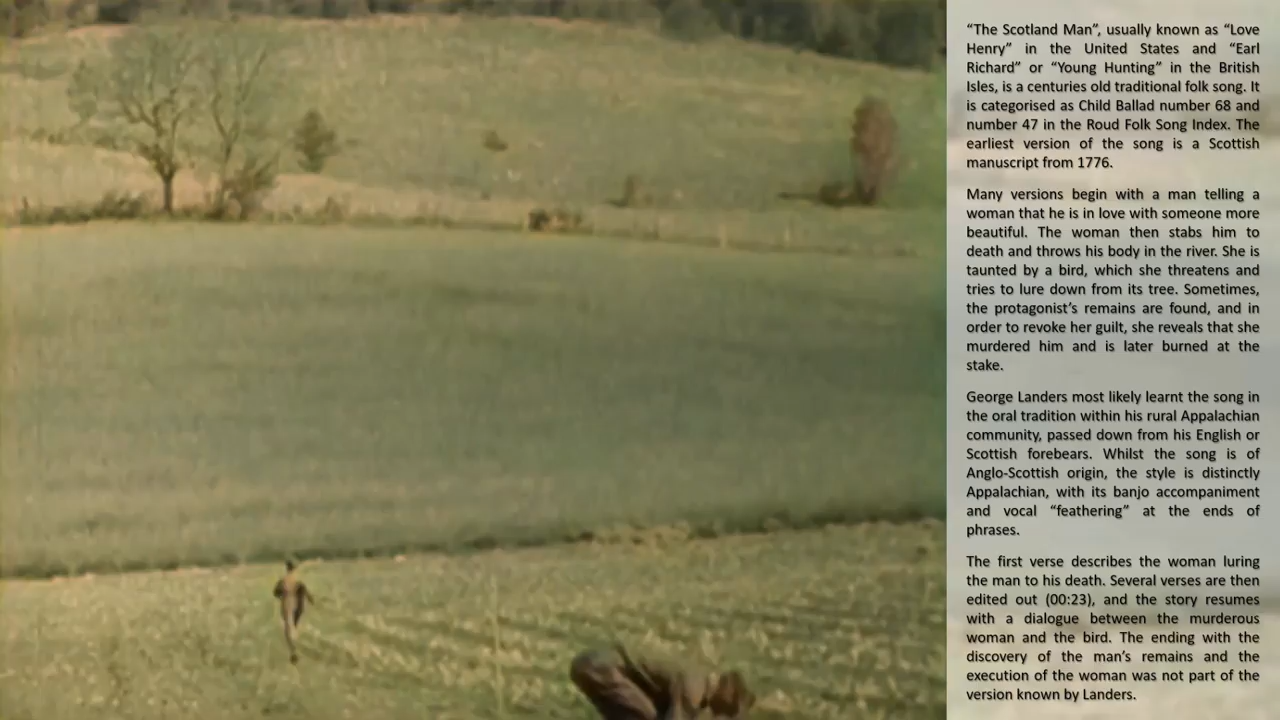 “The Scotland Man”, usually known as “Love
Henry” in the United States and “Earl
Richard” or “Young Hunting” in the British
Isles, is a centuries old traditional folk song. It
is categorised as Child Ballad number 68 and
number 47 in the Roud Folk Song Index. The
earliest version of the song is a Scottish
manuscript from 1776.
Many versions begin with a man telling a
woman that he is in love with someone more
beautiful. The woman then stabs him to
death and throws his body in the river. She is
taunted by a bird, which she threatens and
tries to lure down from its tree. Sometimes,
the protagonist’s remains are found, and in
order to revoke her guilt, she reveals that she
murdered him and is later burned at the
stake.
George Landers most likely learnt the song in
the oral tradition within his rural Appalachian
community, passed down from his English or
Scottish forebears. Whilst the song is of
Anglo-Scottish origin, the style is distinctly
Appalachian, with its banjo accompaniment
and vocal “feathering” at the ends of
phrases.
The first verse describes the woman luring
the man to his death. Several verses are then
edited out (00:23), and the story resumes
with a dialogue between the murderous
woman and the bird. The ending with the
discovery of the man’s remains and the
execution of the woman was not part of the
version known by Landers.